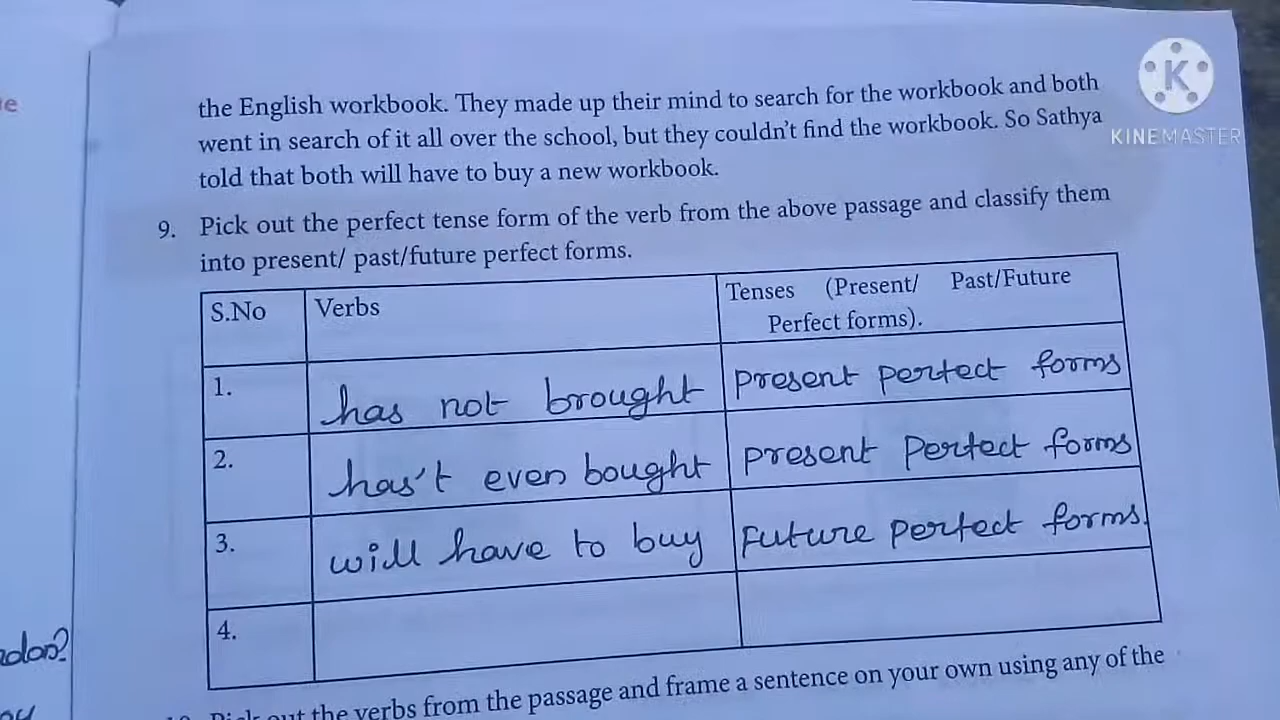 the English workbook. They made up their mind to search for the workbook and both
went in search of it all over the school, but they couldn't find the workbook. So Sathya
told that both will have to buy a new workbook.
KINEMASTER
9. Pick out the perfect tense form of the verb from the above passage and classify them
into present/ past/future perfect forms.
S.No Verbs Tenses (Present/ Past/Future
Perfect forms).
1. has not brought present perfect forms
2. has't even bought present Perfect forms
3. will have to buy Future perfect forms.
4.
Pick out the verbs from the passage and frame a sentence on your own using any of the